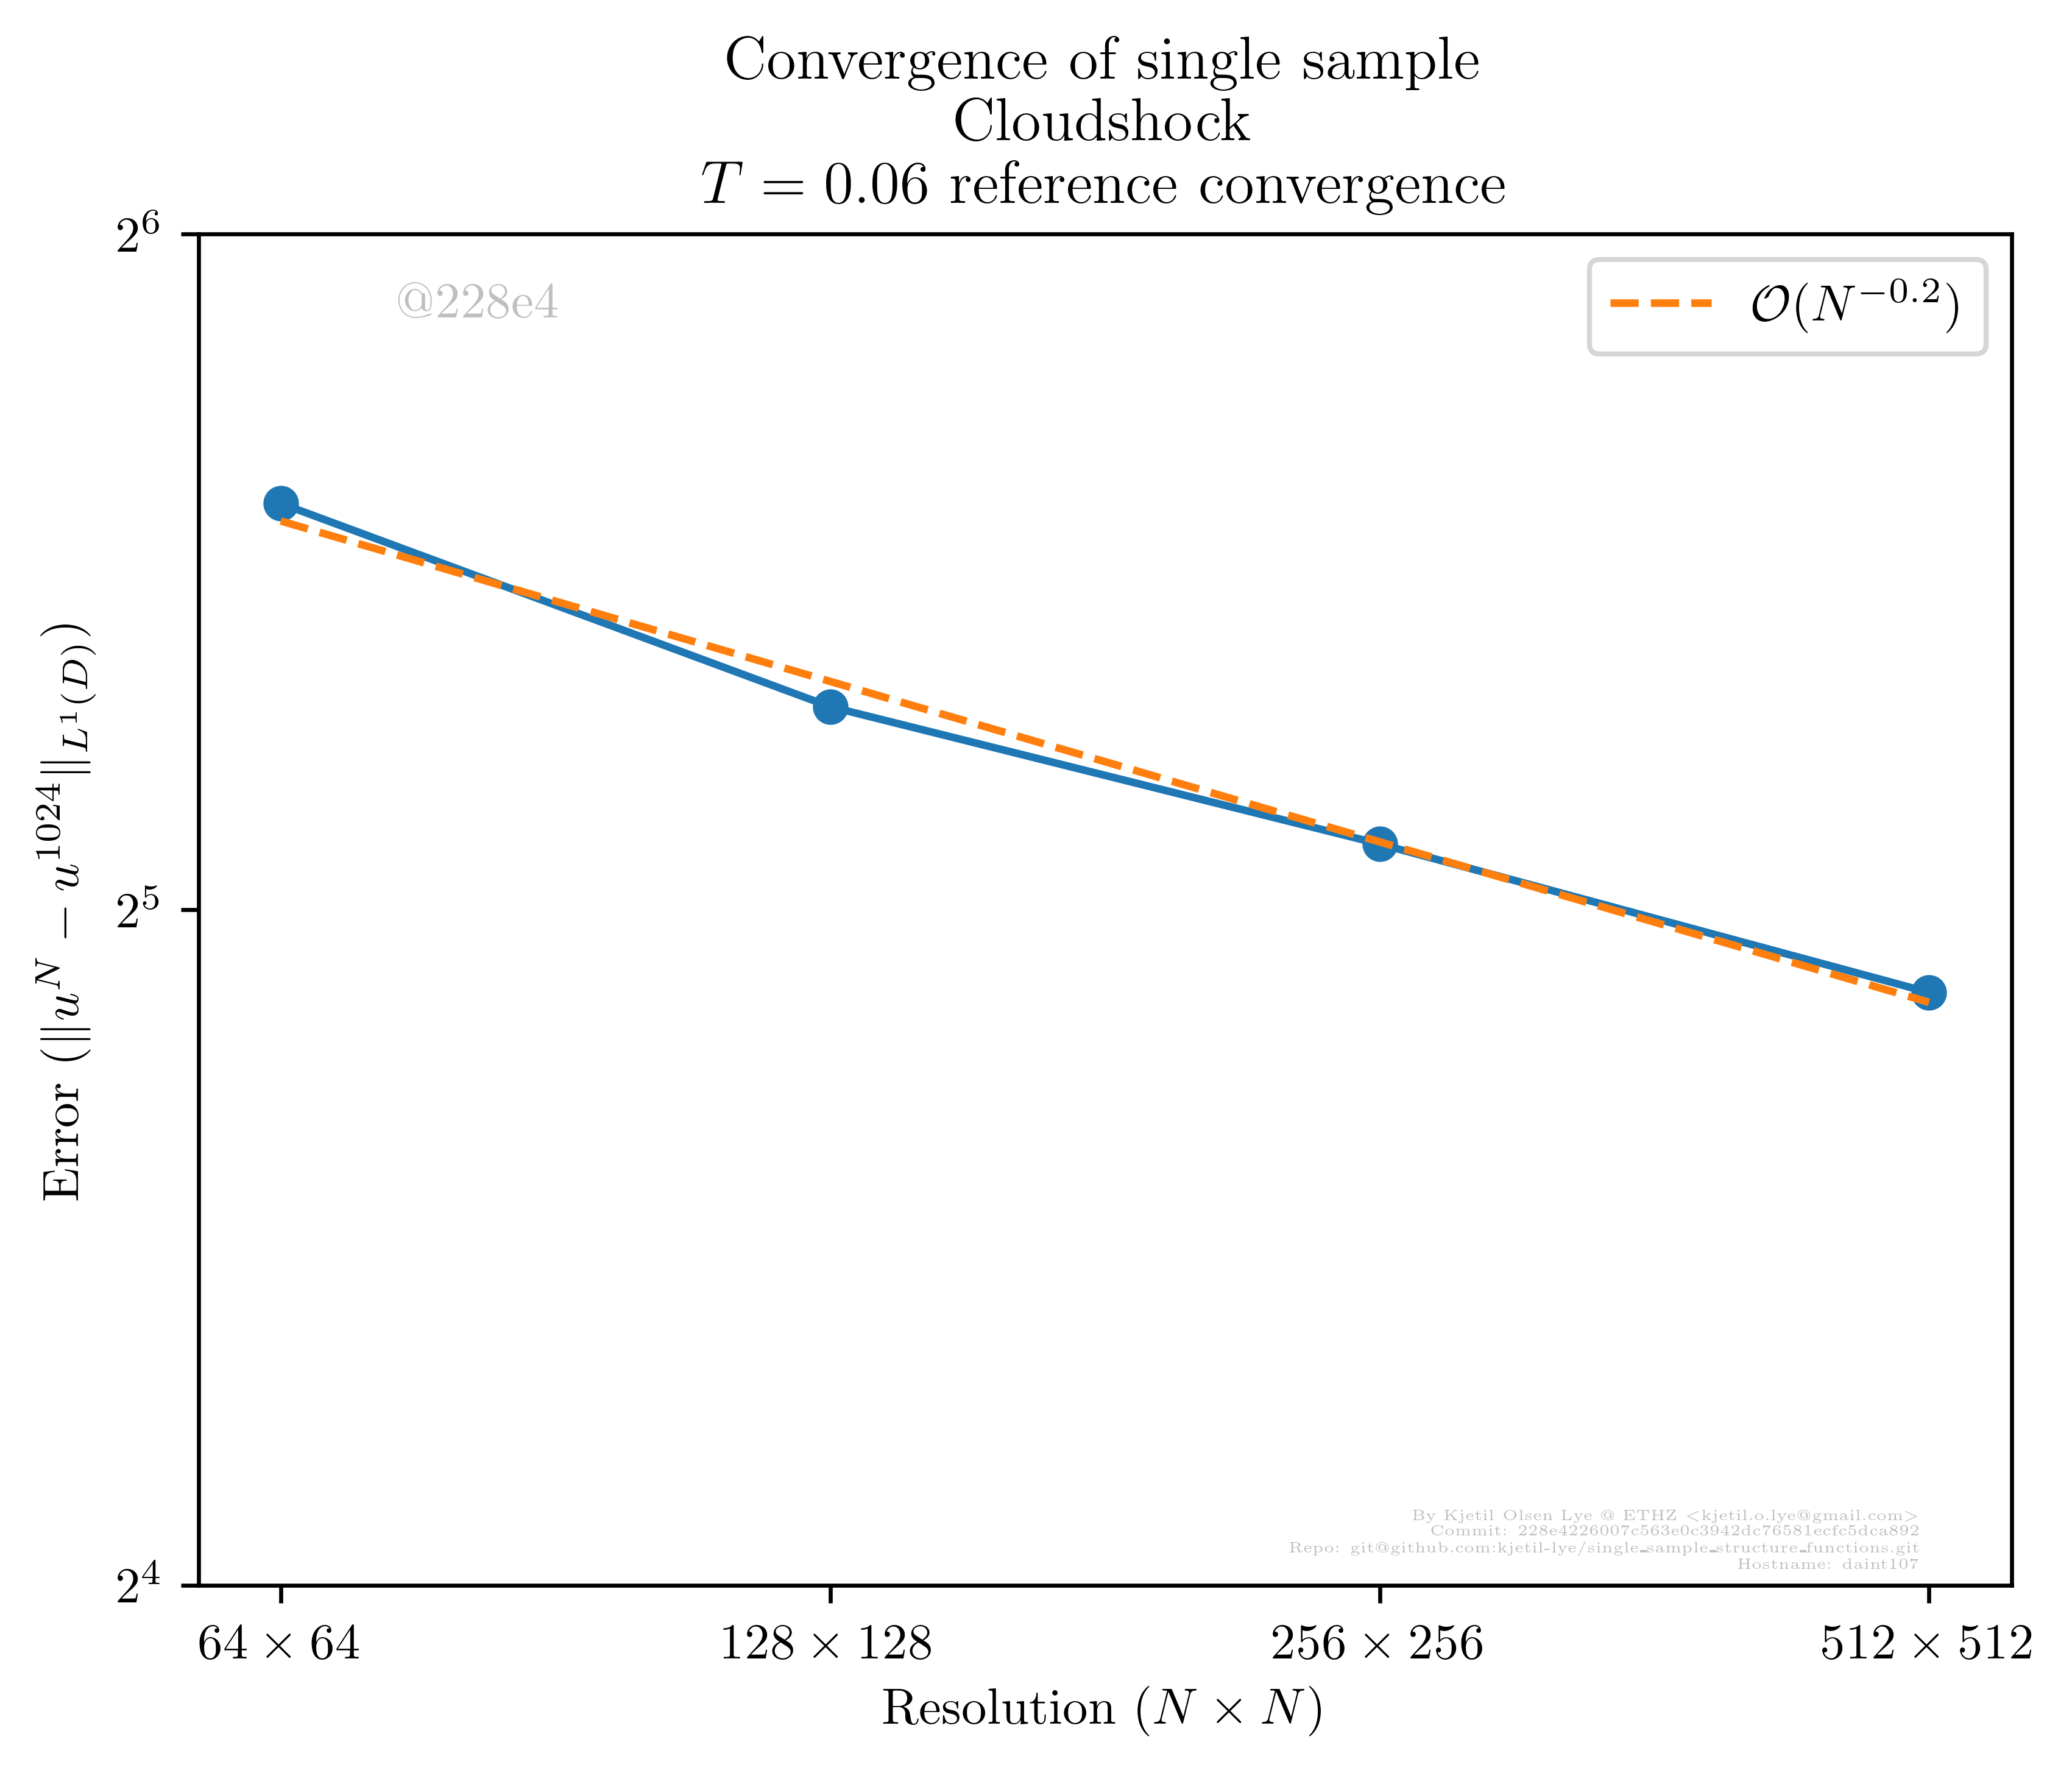 Convergence of single sample
Cloudshock
T = 0.06 reference convergence
2^6
@228e4
O(N^{-0.2})
Error (||u^N - u^{1024}||_{L^1(D)})
2^5
By Kjetil Olsen Lye @ ETHZ <kjetil.o.lye@gmail.com>
Commit: 228e4226007c563e0c3942dc76581ecfc5dca892
Repo: git@github.com:kjetil-lye/single_sample_structure_functions.git
Hostname: daint107
2^4
64 × 64 128 × 128 256 × 256 512 × 512
Resolution (N × N)